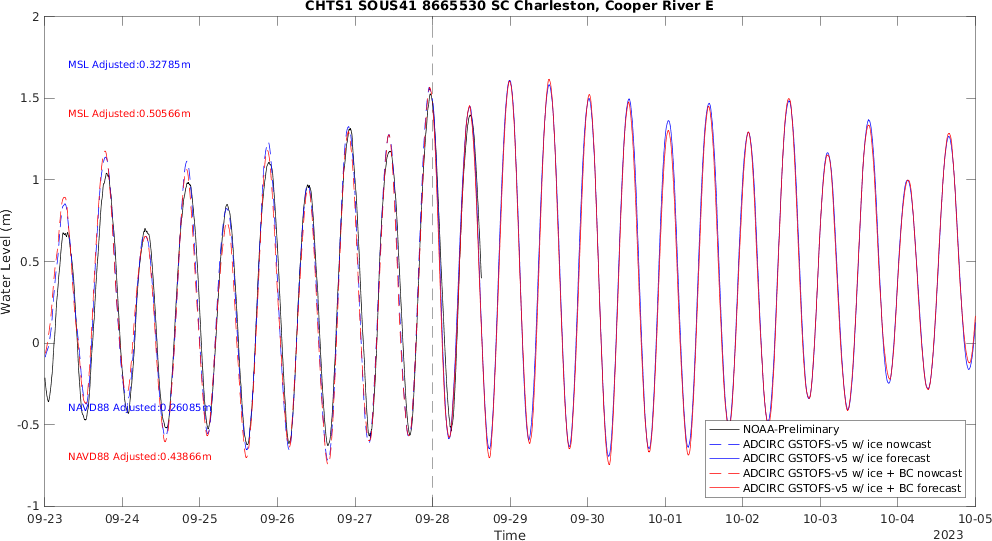 CHTS1 SOUS41 8665530 SC Charleston, Cooper River E
2
1.5
1
0.5
0
-0.5
-1
Water Level (m)
MSL Adjusted:0.32785m
MSL Adjusted:0.50566m
NAVD88 Adjusted:0.26085m
NAVD88 Adjusted:0.43866m
NOAA-Preliminary
ADCIRC GSTOFS-v5 w/ ice nowcast
ADCIRC GSTOFS-v5 w/ ice forecast
ADCIRC GSTOFS-v5 w/ ice + BC nowcast
ADCIRC GSTOFS-v5 w/ ice + BC forecast
09-23 09-24 09-25 09-26 09-27 09-28 09-29 09-30 10-01 10-02 10-03 10-04 10-05
Time
2023